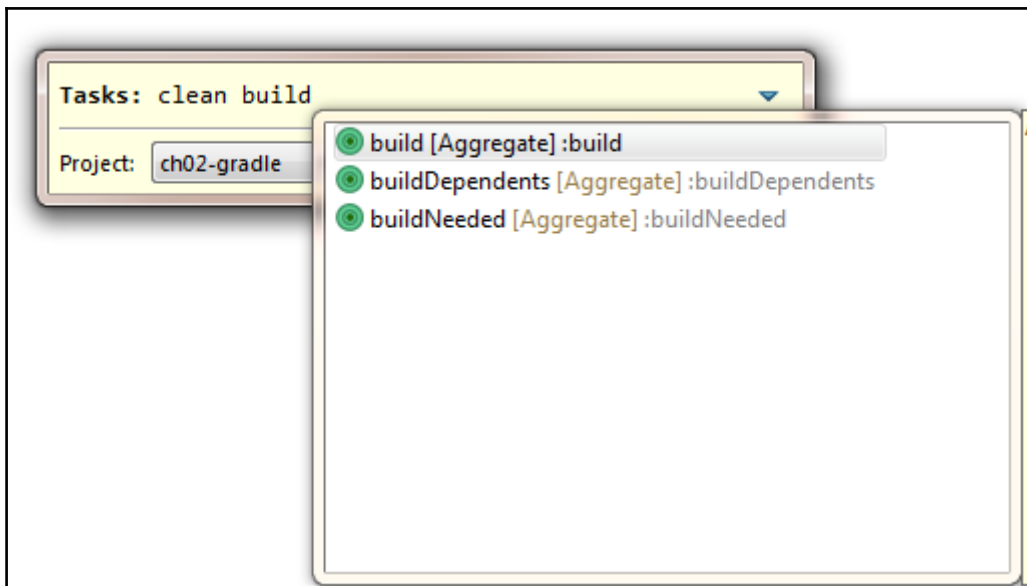 Tasks: clean build
Project: ch02-gradle
build [Aggregate] :build
buildDependents [Aggregate] :buildDependents
buildNeeded [Aggregate] :buildNeeded